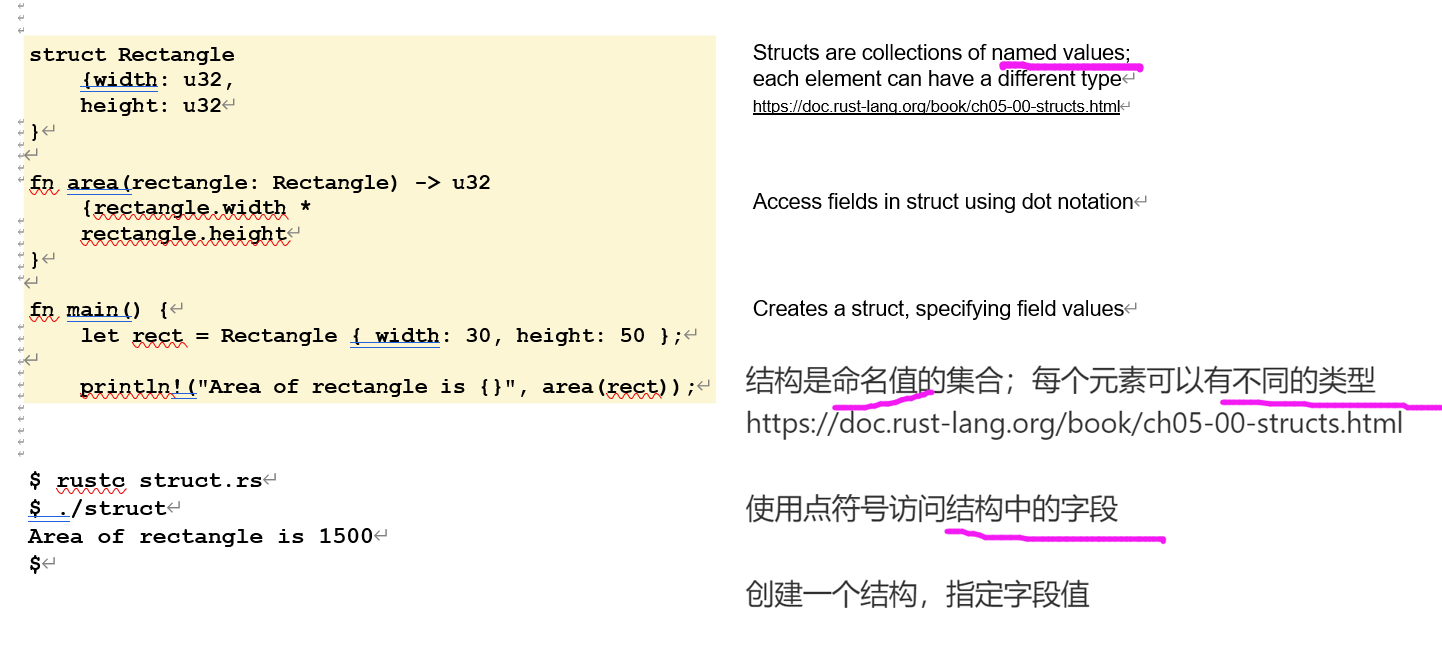 struct Rectangle
{width: u32,
height: u32
}
fn area(rectangle: Rectangle) -> u32
{rectangle.width *
rectangle.height
}
fn main() {
let rect = Rectangle { width: 30, height: 50 };
println!("Area of rectangle is {}", area(rect));
$ rustc struct.rs
$ ./struct
Area of rectangle is 1500
$
Structs are collections of named values;
each element can have a different type
https://doc.rust-lang.org/book/ch05-00-structs.html
Access fields in struct using dot notation
Creates a struct, specifying field values
结构是命名值的集合；每个元素可以有不同的类型
https://doc.rust-lang.org/book/ch05-00-structs.html
使用点符号访问结构中的字段
创建一个结构，指定字段值